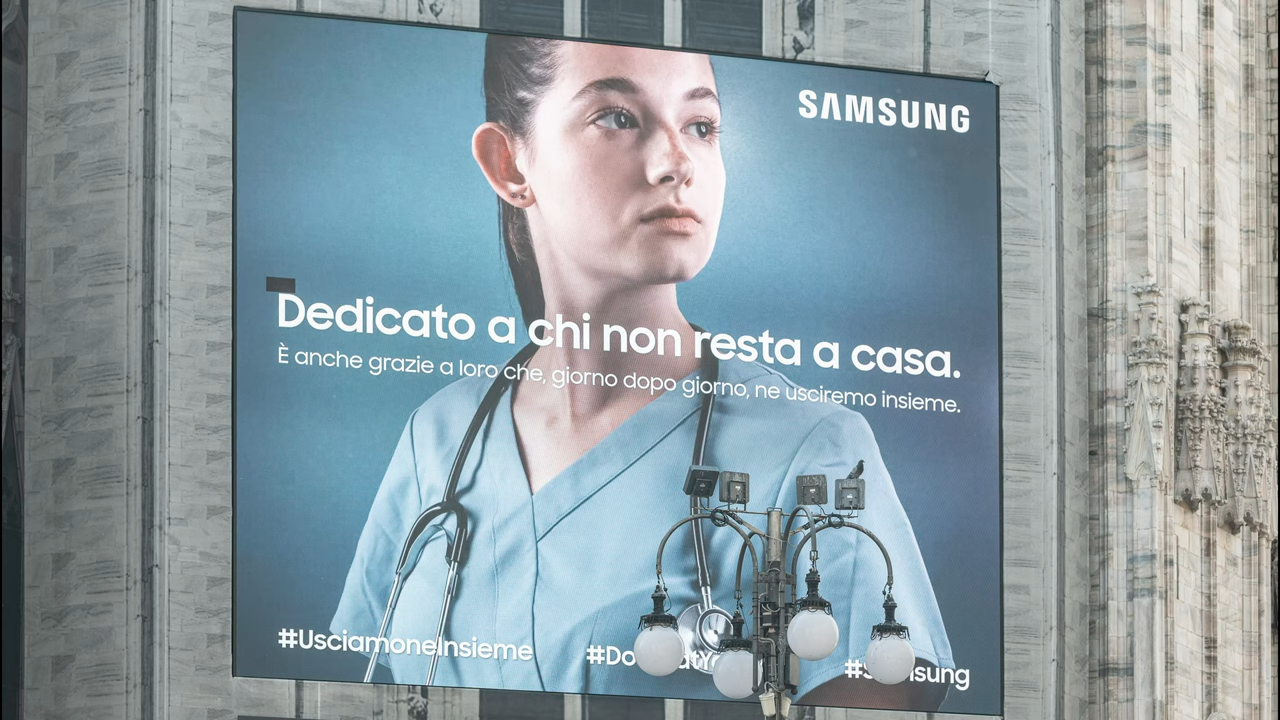 SAMSUNG
Dedicato a chi non resta a casa.
È anche grazie a loro che, giorno dopo giorno, ne usciremo insieme.
#UsciamoneInsieme